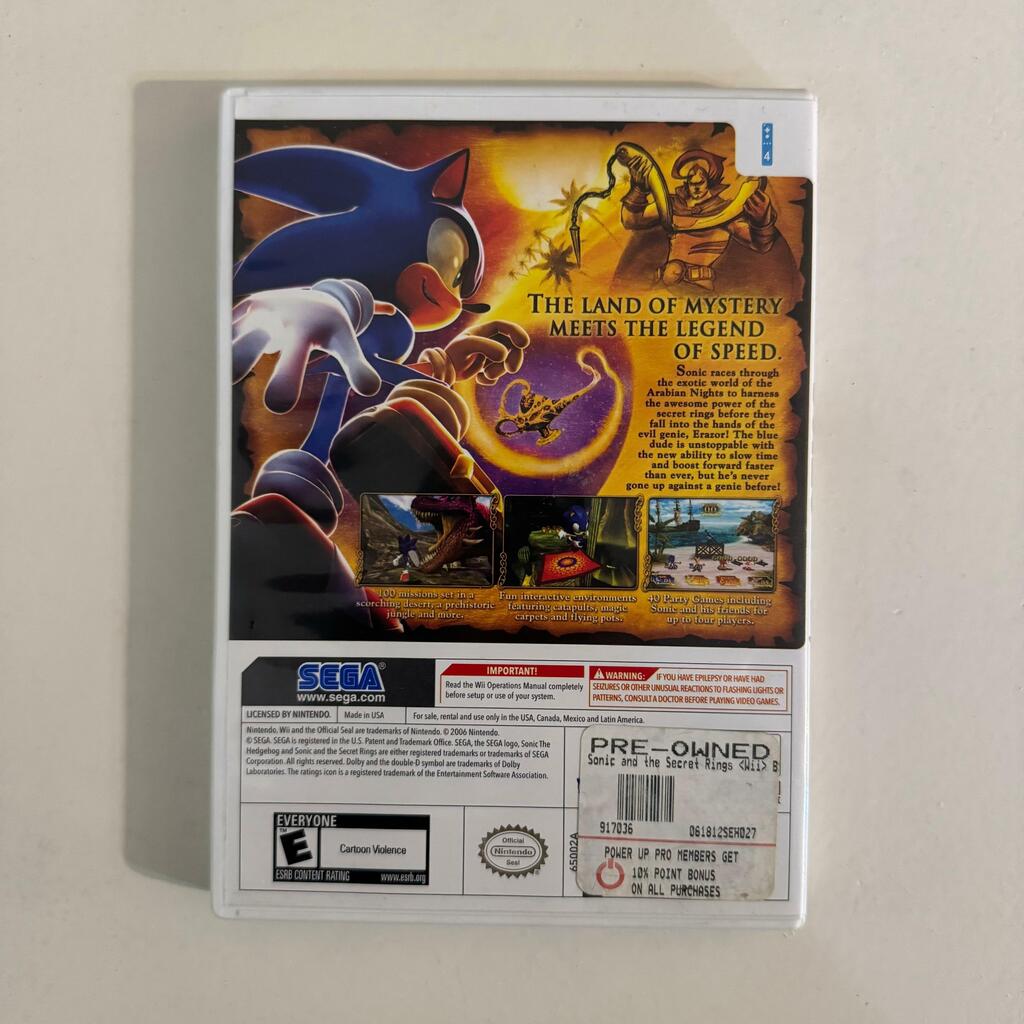 4
THE LAND OF MYSTERY
MEETS THE LEGEND
OF SPEED.
Sonic races through
the exotic world of the
Arabian Nights to harness
the awesome power of the
secret rings before they
fall into the hands of the
evil genie, Erazor! The blue
dude is unstoppable with
the new ability to slow time
and boost forward faster
than ever, but he's never
gone up against a genie before!
100 missions set in a
scorching desert, a prehistoric
jungle and more.
Fun interactive environments
featuring catapults, magic
carpets and flying pots.
40 Party Games including
Sonic and his friends for
up to four players.
SEGA®
www.sega.com
IMPORTANT!
Read the Wii Operations Manual completely
before setup or use of your system.
WARNING: IF YOU HAVE EPILEPSY OR HAVE HAD
SEIZURES OR OTHER UNUSUAL REACTIONS TO FLASHING LIGHTS OR
PATTERNS, CONSULT A DOCTOR BEFORE PLAYING VIDEO GAMES.
LICENSED BY NINTENDO.
Made in USA
For sale, rental and use only in the USA, Canada, Mexico and Latin America.
Nintendo, Wii and the Official Seal are trademarks of Nintendo. © 2006 Nintendo.
© SEGA. SEGA is registered in the U.S. Patent and Trademark Office. SEGA, the SEGA logo, Sonic The
Hedgehog and Sonic and the Secret Rings are either registered trademarks or trademarks of SEGA
Corporation. All rights reserved. Dolby and the double-D symbol are trademarks of Dolby
Laboratories. The ratings icon is a registered trademark of the Entertainment Software Association.
EVERYONE
E
TM
Cartoon Violence
ESRB CONTENT RATING
www.esrb.org
Official
Nintendo
Seal
65002A
PRE-OWNED
Sonic and the Secret Rings <Wii> B
917036
061812SEH027
POWER UP PRO MEMBERS GET
10% POINT BONUS
ON ALL PURCHASES